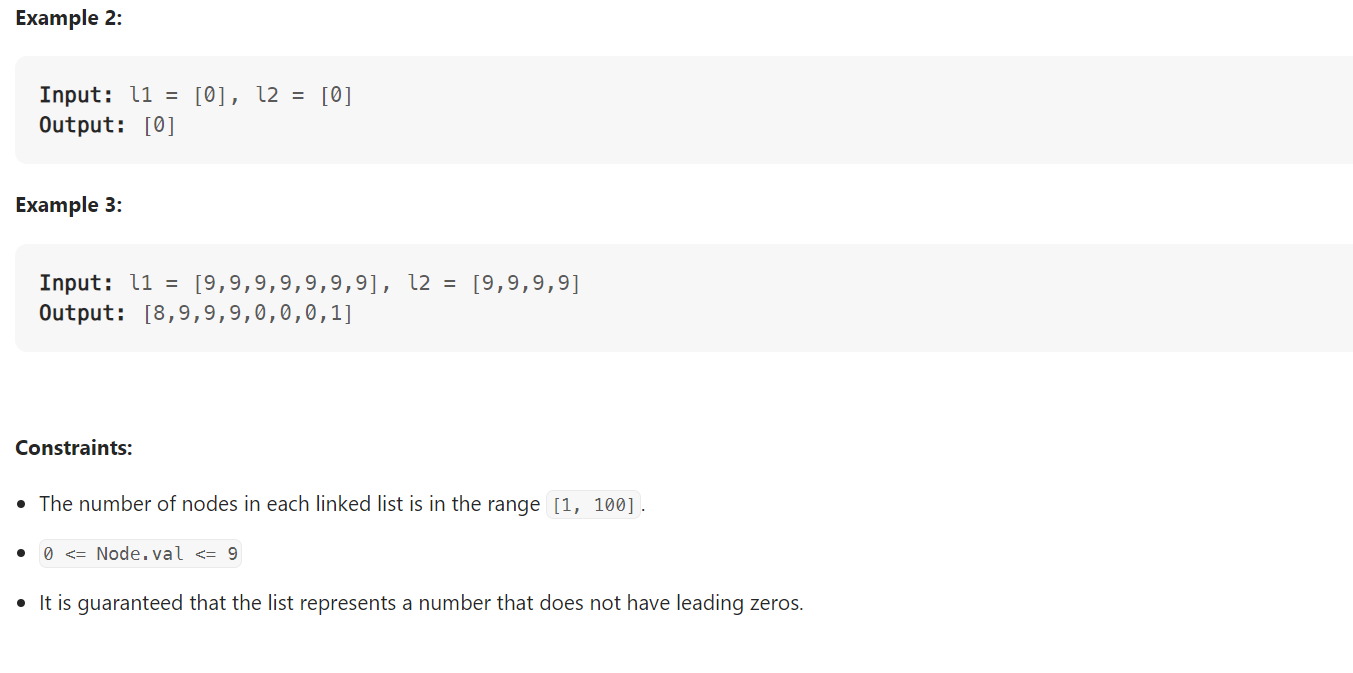 Example 2:
Input: l1 = [0], l2 = [0]
Output: [0]
Example 3:
Input: l1 = [9,9,9,9,9,9,9], l2 = [9,9,9,9]
Output: [8,9,9,9,0,0,0,1]
Constraints:
• The number of nodes in each linked list is in the range [1, 100].
• 0 <= Node.val <= 9
• It is guaranteed that the list represents a number that does not have leading zeros.